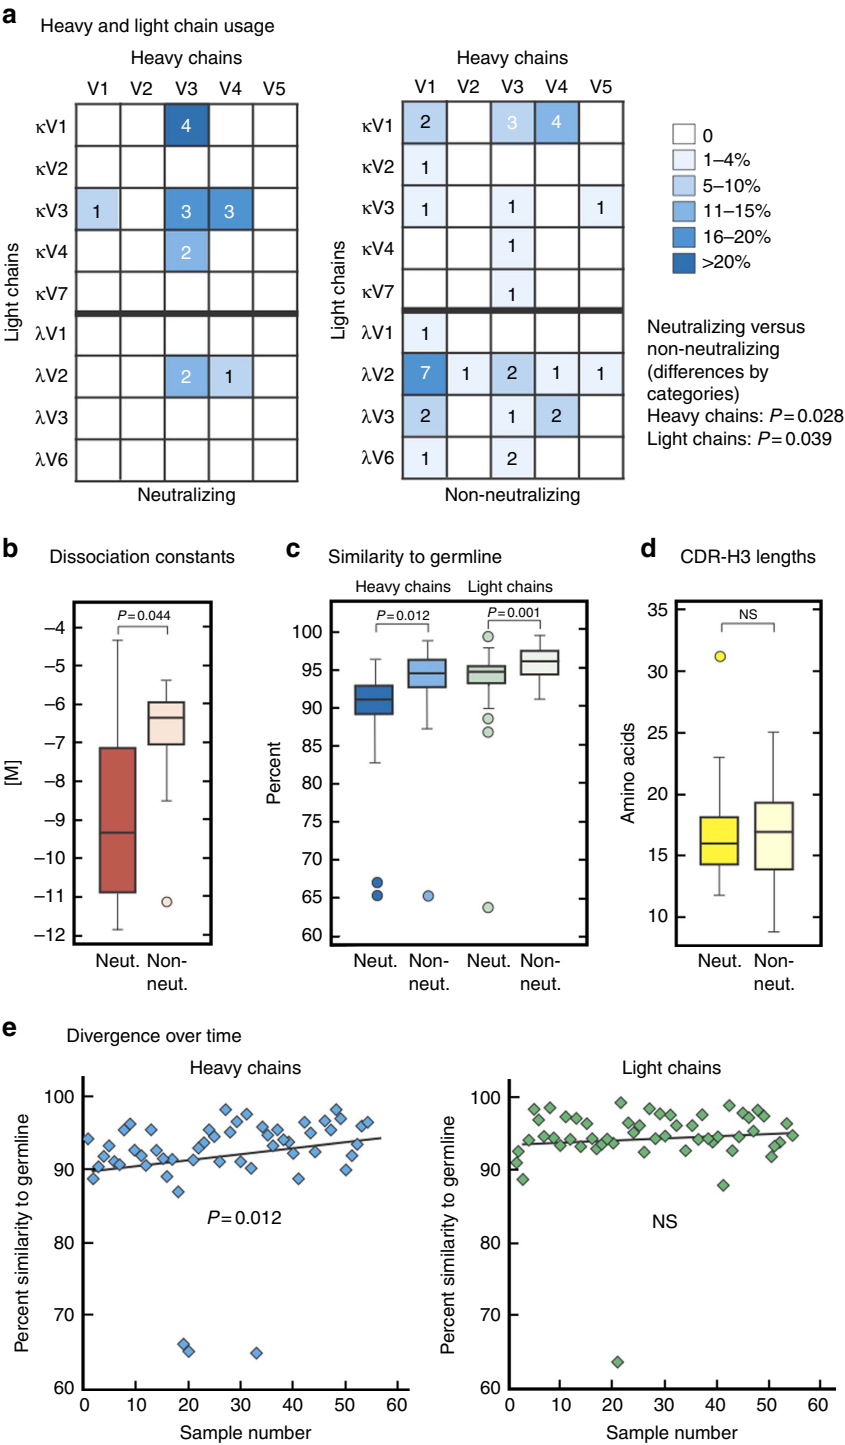 a
Heavy and light chain usage
Heavy chains
V1 V2 V3 V4 V5
κV1 4
κV2
κV3 1 3 3
κV4 2
κV7
λV1
λV2 2 1
λV3
λV6
Light chains
Neutralizing
Heavy chains
V1 V2 V3 V4 V5
κV1 2 3 4
κV2 1
κV3 1 1 1
κV4 1
κV7 1
λV1 1
λV2 7 1 2 1 1
λV3 2 1 2
λV6 1 2
Light chains
Non-neutralizing
0
1–4%
5–10%
11–15%
16–20%
>20%
Neutralizing versus
non-neutralizing
(differences by
categories)
Heavy chains: P=0.028
Light chains: P=0.039
b
Dissociation constants
P=0.044
–4
–5
–6
–7
–8
–9
–10
–11
–12
[M]
Neut. Non-
neut.
c
Similarity to germline
Heavy chains Light chains
P=0.012 P=0.001
100
95
90
85
80
75
70
65
60
Percent
Neut. Non- Neut. Non-
neut. neut.
d
CDR-H3 lengths
NS
35
30
25
20
15
10
Amino acids
Neut. Non-
neut.
e
Divergence over time
Heavy chains
100
90
80
70
60
Percent similarity to germline
P=0.012
0 10 20 30 40 50 60
Sample number
Light chains
100
90
80
70
60
Percent similarity to germline
NS
0 10 20 30 40 50 60
Sample number